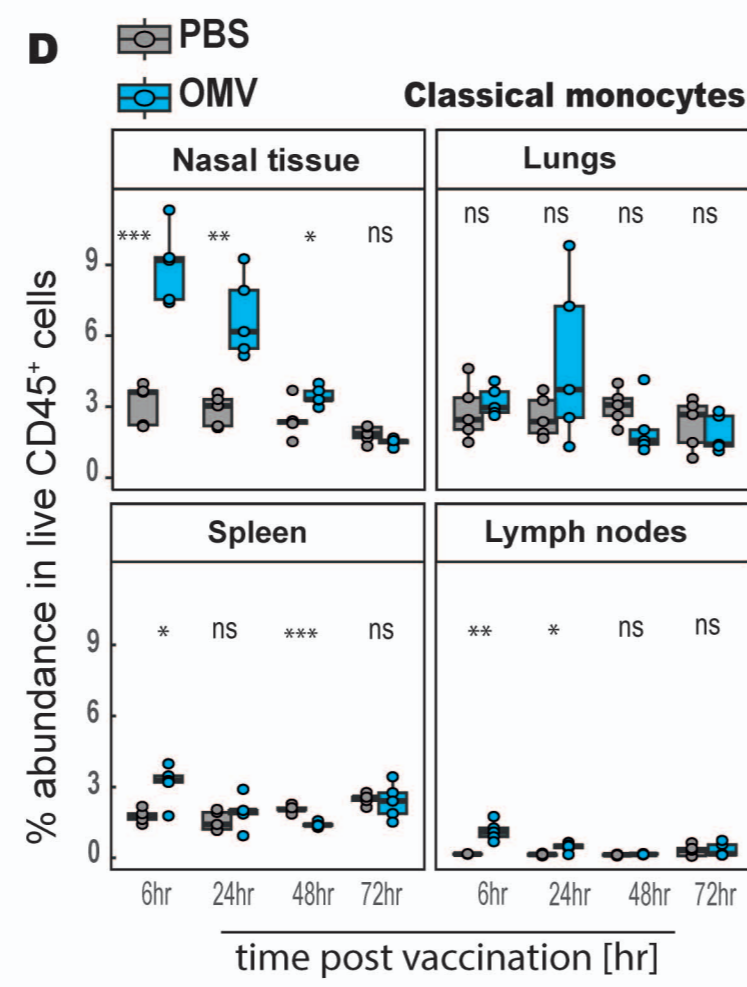 D
PBS
OMV
Classical monocytes
Nasal tissue
Lungs
*** ** * ns
ns ns ns ns
9
6
3
0
% abundance in live CD45⁺ cells
Spleen
Lymph nodes
* ns *** ns
** * ns ns
9
6
3
0
6hr 24hr 48hr 72hr
6hr 24hr 48hr 72hr
time post vaccination [hr]